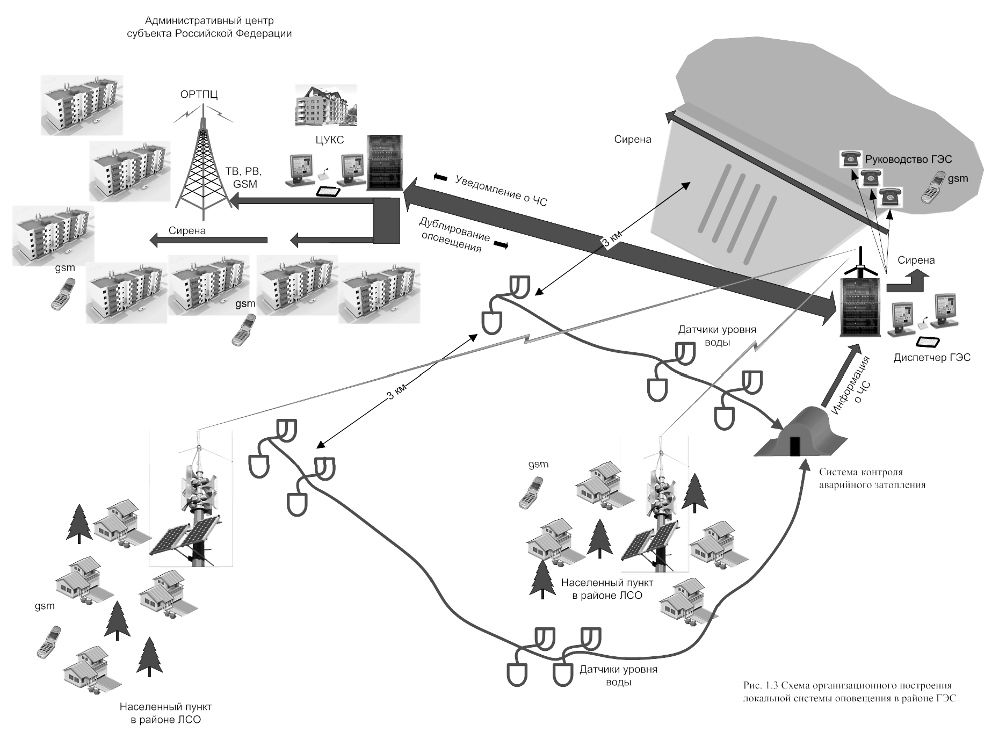 Административный центр
субъекта Российской Федерации
ОРТПЦ
ЦУКС
ТВ, РВ,
GSM
Сирена
gsm
gsm
Уведомление о ЧС
Дублирование
оповещения
3 км
Сирена
Руководство ГЭС
gsm
Сирена
Диспетчер ГЭС
Датчики уровня
воды
Информация
о ЧС
3 км
Система контроля
аварийного затопления
gsm
Населенный пункт
в районе ЛСО
gsm
Датчики уровня
воды
Населенный пункт
в районе ЛСО
Рис. 1.3 Схема организационного построения
локальной системы оповещения в районе ГЭС